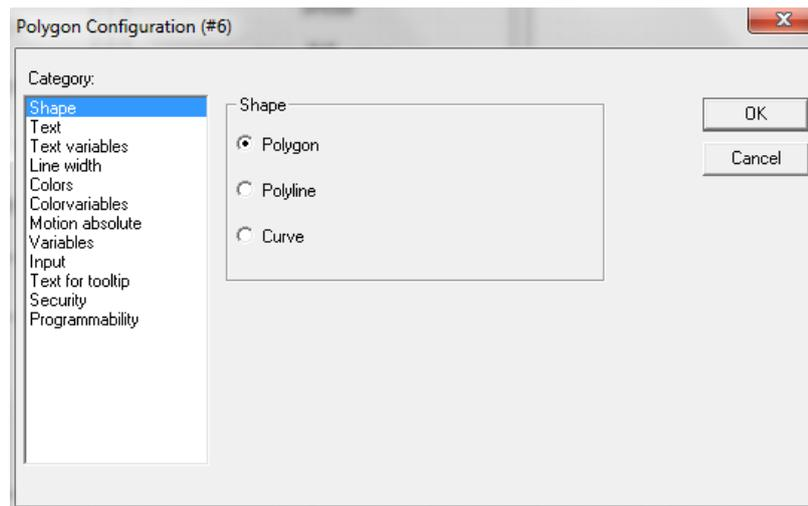 Polygon Configuration (#6)
Category:
Shape
Text
Text variables
Line width
Colors
Colorvariables
Motion absolute
Variables
Input
Text for tooltip
Security
Programmability
Shape
Polygon
Polyline
Curve
OK
Cancel